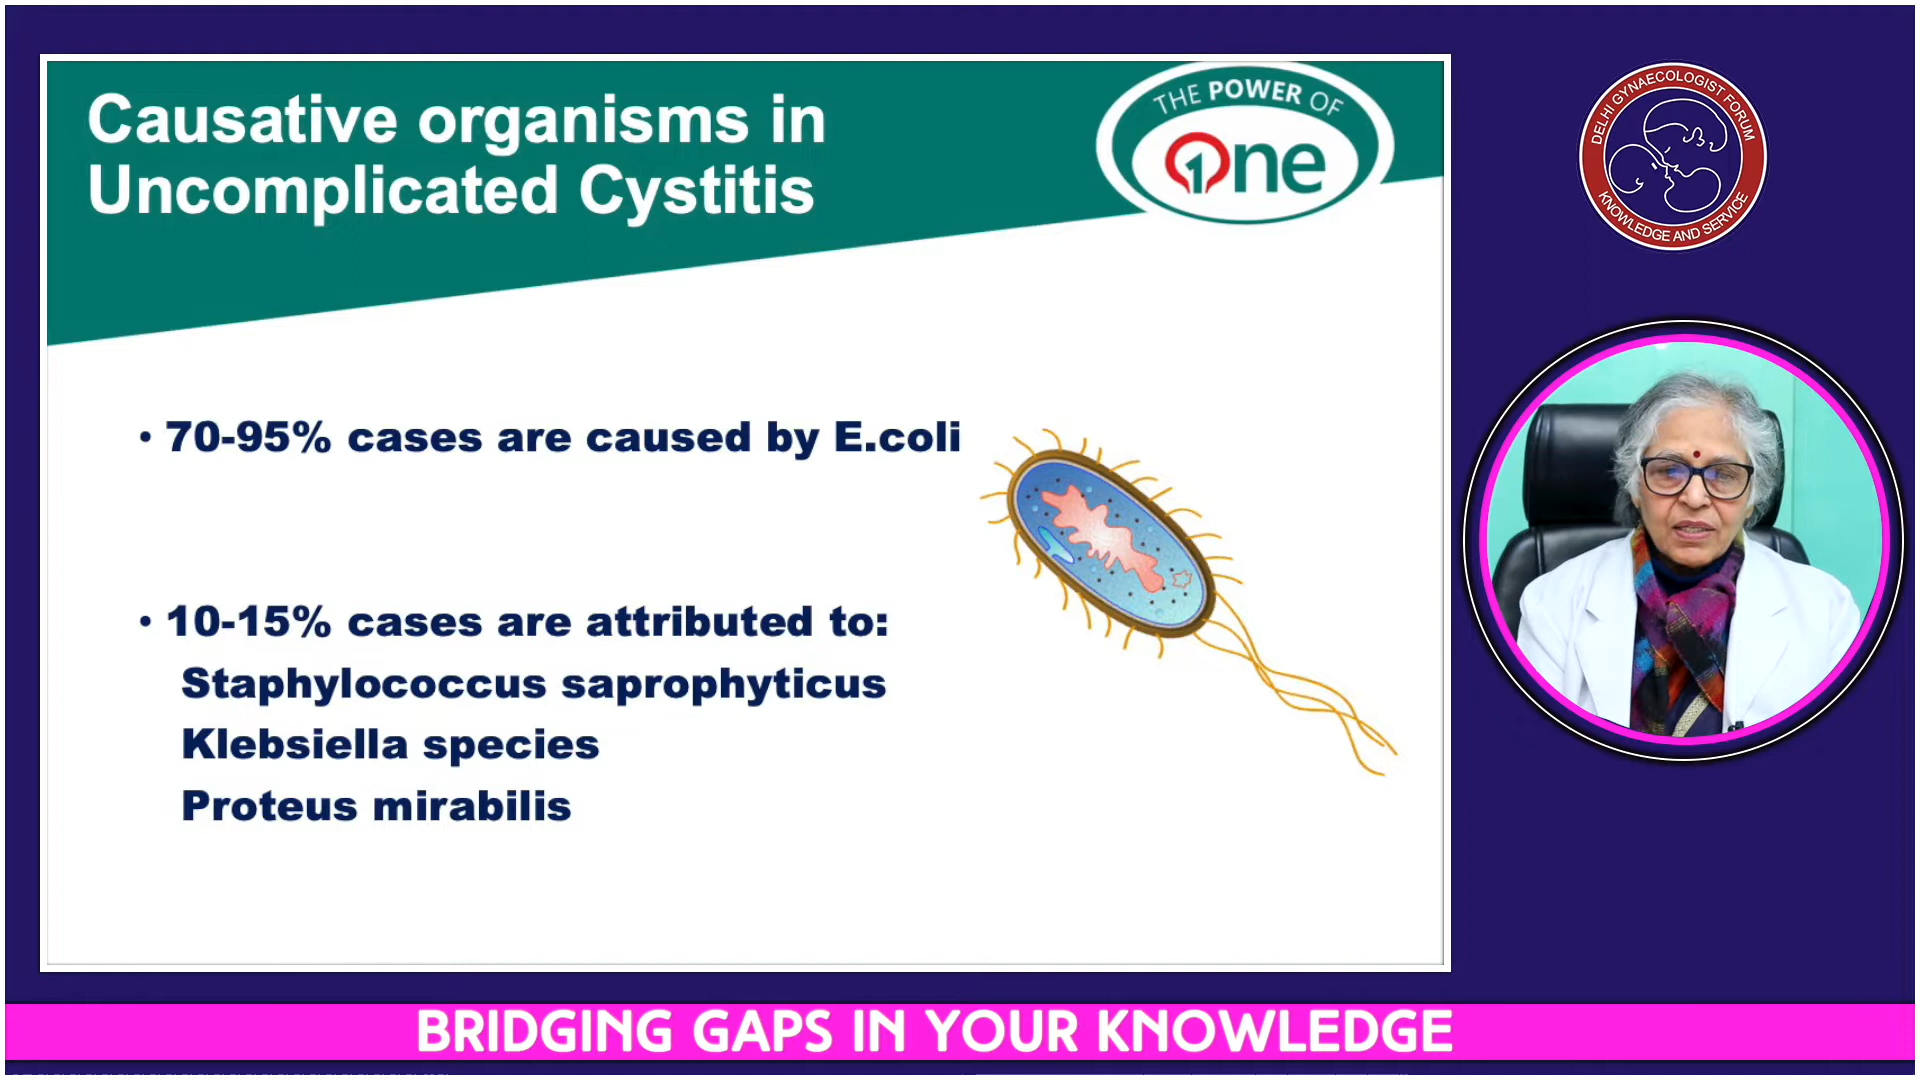 Causative organisms in
Uncomplicated Cystitis
THE POWER OF
One
• 70-95% cases are caused by E.coli
• 10-15% cases are attributed to:
Staphylococcus saprophyticus
Klebsiella species
Proteus mirabilis
DELHI GYNAECOLOGIST FORUM
KNOWLEDGE AND SERVICE
BRIDGING GAPS IN YOUR KNOWLEDGE